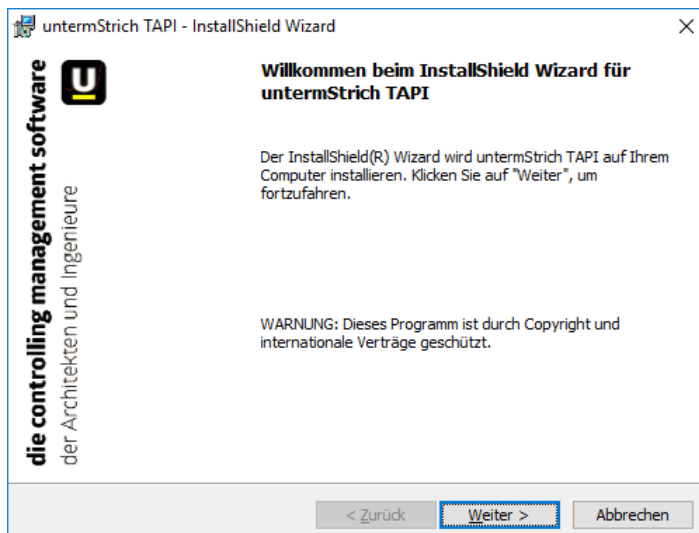 untermStrich TAPI - InstallShield Wizard
die controlling management software
der Architekten und Ingenieure
U
Willkommen beim InstallShield Wizard für
untermStrich TAPI
Der InstallShield(R) Wizard wird untermStrich TAPI auf Ihrem
Computer installieren. Klicken Sie auf "Weiter", um
fortzufahren.
WARNUNG: Dieses Programm ist durch Copyright und
internationale Verträge geschützt.
< Zurück
Weiter >
Abbrechen